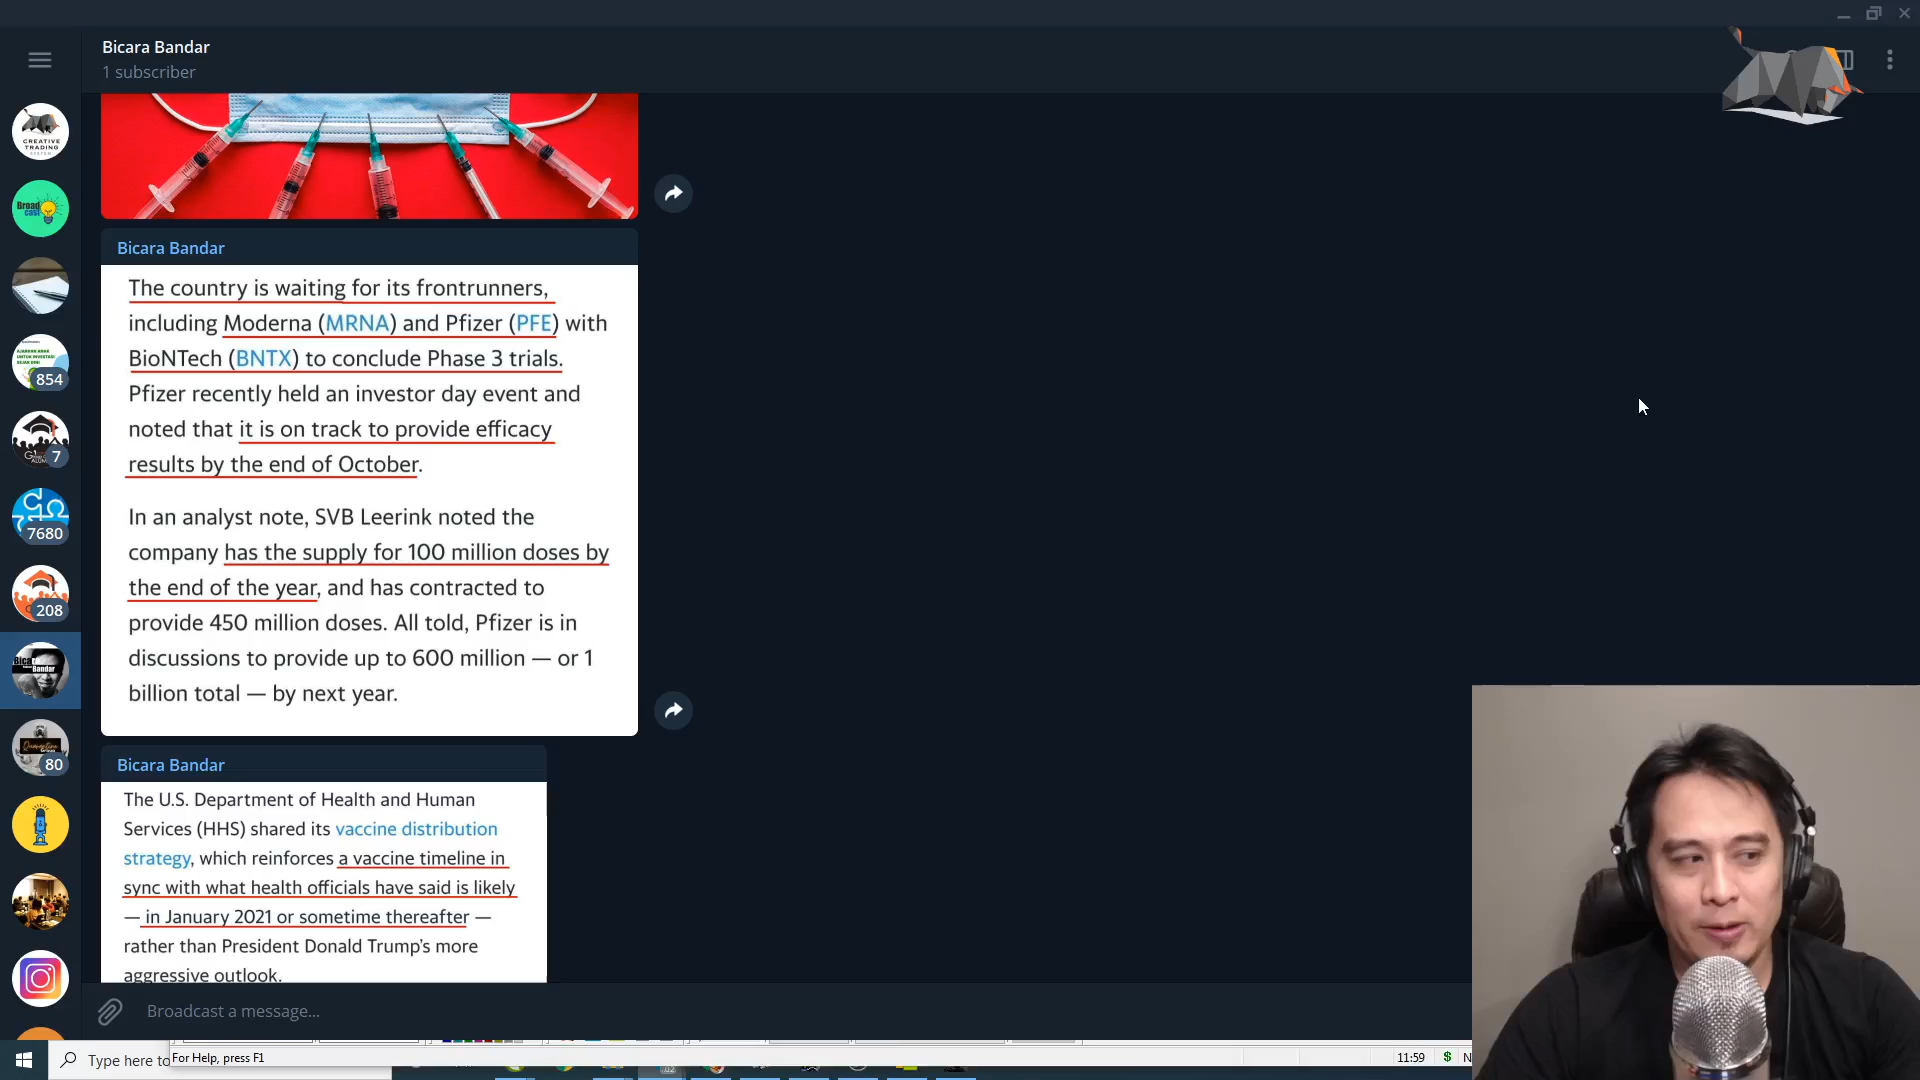 Bicara Bandar
1 subscriber
CREATIVE
TRADING
SYSTEM
Broad
cast
854
7
7680
208
80
Bicara Bandar
The country is waiting for its frontrunners,
including Moderna (MRNA) and Pfizer (PFE) with
BioNTech (BNTX) to conclude Phase 3 trials.
Pfizer recently held an investor day event and
noted that it is on track to provide efficacy
results by the end of October.
In an analyst note, SVB Leerink noted the
company has the supply for 100 million doses by
the end of the year, and has contracted to
provide 450 million doses. All told, Pfizer is in
discussions to provide up to 600 million — or 1
billion total — by next year.
Bicara Bandar
The U.S. Department of Health and Human
Services (HHS) shared its vaccine distribution
strategy, which reinforces a vaccine timeline in
sync with what health officials have said is likely
— in January 2021 or sometime thereafter —
rather than President Donald Trump's more
aggressive outlook.
Broadcast a message...
Type here to
For Help, press F1
11:59
$
N